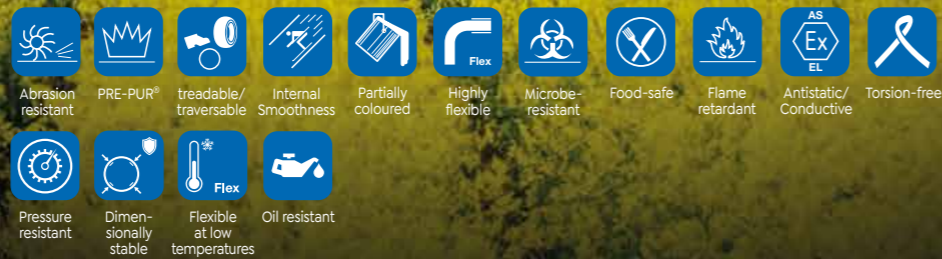 Flex
AS
Ex
EL
Abrasion
resistant
PRE-PUR®
treadable/
traversable
Internal
Smoothness
Partially
coloured
Highly
flexible
Microbe-
resistant
Food-safe
Flame
retardant
Antistatic/
Conductive
Torsion-free
Flex
Pressure
resistant
Dimen-
sionally
stable
Flexible
at low
temperatures
Oil resistant